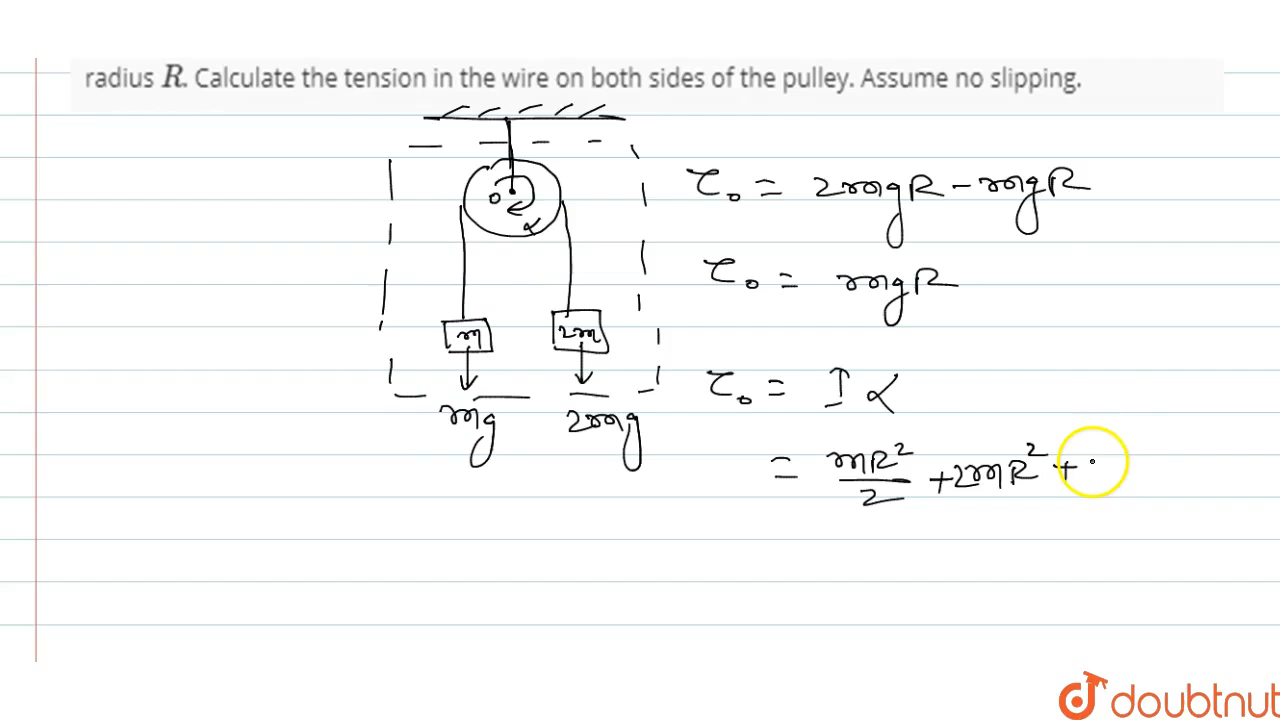 radius R. Calculate the tension in the wire on both sides of the pulley. Assume no slipping.
O
α
m
2m
mg
2mg
τ₀ = 2mgR - mgR
τ₀ = mgR
τ₀ = I α
= mR²/2 + 2mR² +
doubtnut